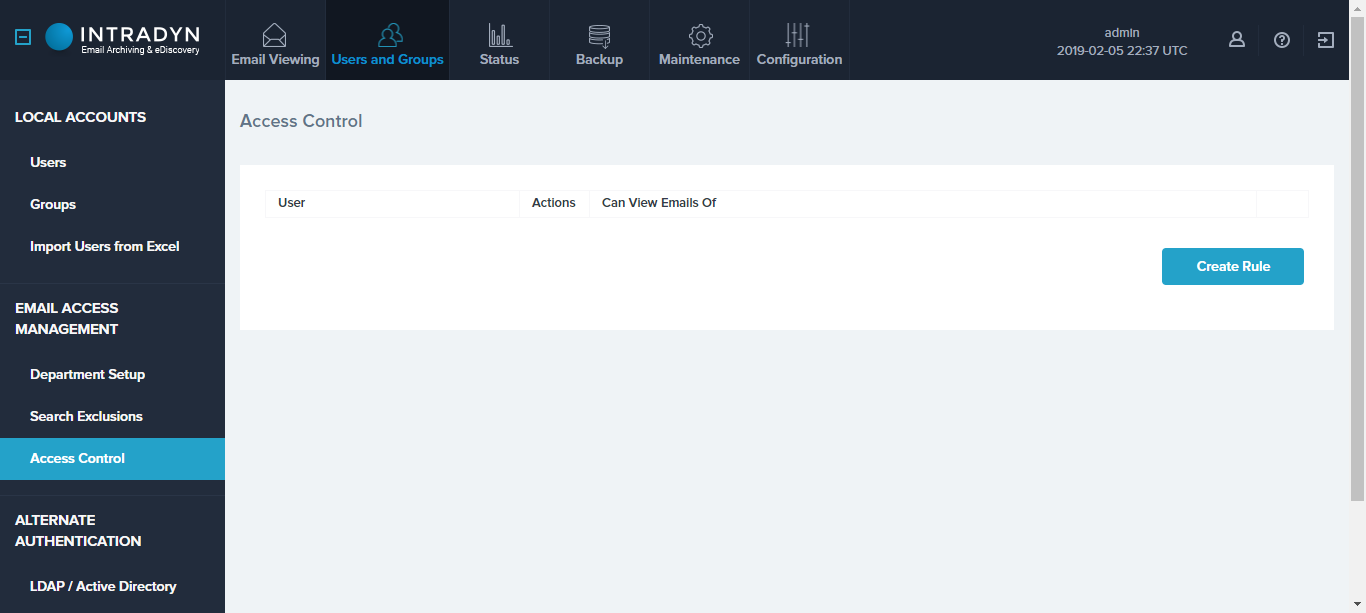 INTRADYN
Email Archiving & eDiscovery
Email Viewing
Users and Groups
Status
Backup
Maintenance
Configuration
admin
2019-02-05 22:37 UTC
LOCAL ACCOUNTS
Users
Groups
Import Users from Excel
EMAIL ACCESS
MANAGEMENT
Department Setup
Search Exclusions
Access Control
ALTERNATE
AUTHENTICATION
LDAP / Active Directory
Access Control
User Actions Can View Emails Of
Create Rule